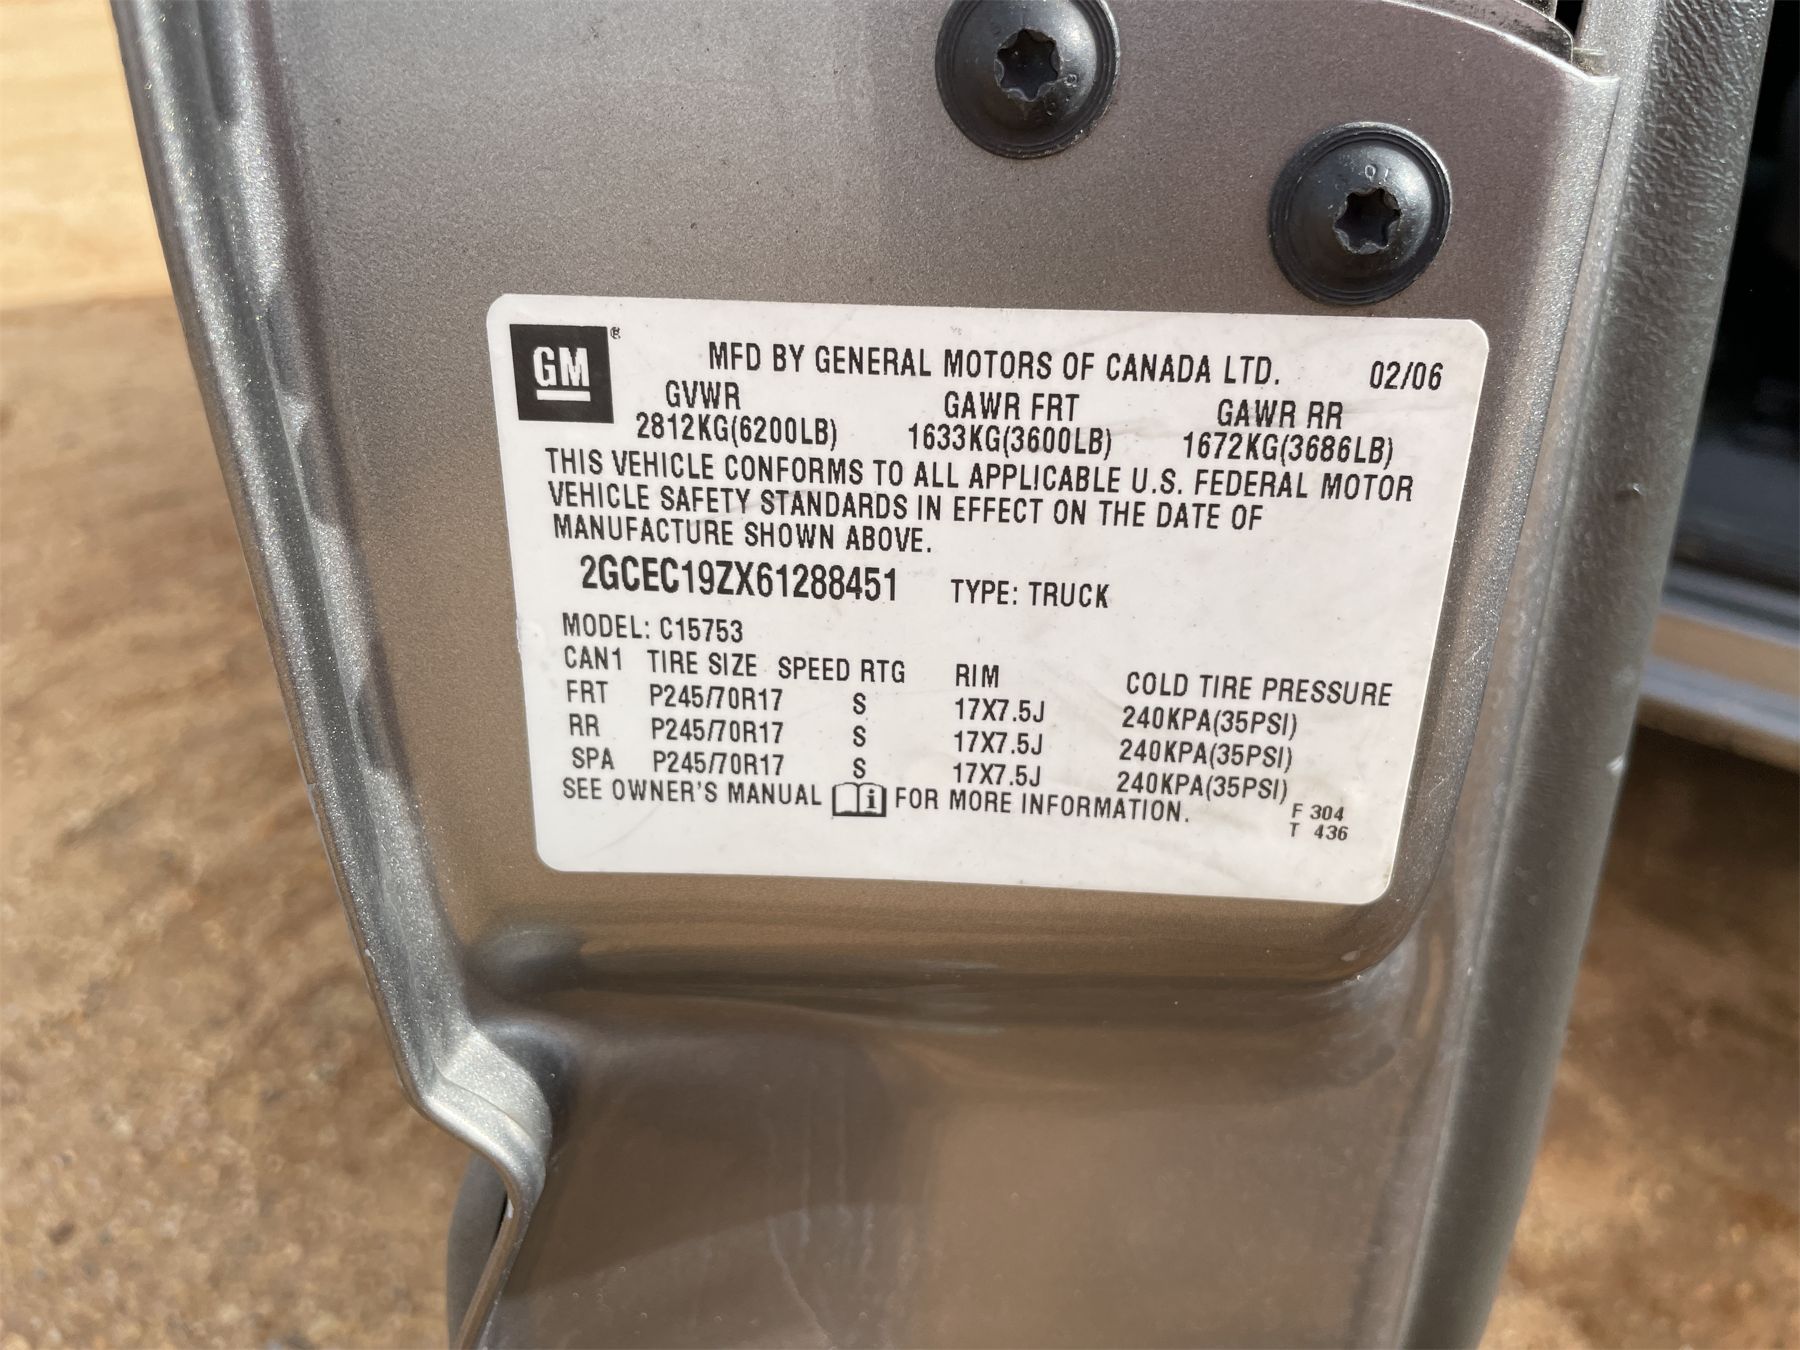 GM ®
MFD BY GENERAL MOTORS OF CANADA LTD. 02/06
GVWR GAWR FRT GAWR RR
2812KG(6200LB) 1633KG(3600LB) 1672KG(3686LB)
THIS VEHICLE CONFORMS TO ALL APPLICABLE U.S. FEDERAL MOTOR
VEHICLE SAFETY STANDARDS IN EFFECT ON THE DATE OF
MANUFACTURE SHOWN ABOVE.
2GCEC19ZX61288451 TYPE: TRUCK
MODEL: C15753
CAN1 TIRE SIZE SPEED RTG RIM COLD TIRE PRESSURE
FRT P245/70R17 S 17X7.5J 240KPA(35PSI)
RR P245/70R17 S 17X7.5J 240KPA(35PSI)
SPA P245/70R17 S 17X7.5J 240KPA(35PSI)
SEE OWNER'S MANUAL i FOR MORE INFORMATION.
F 304
T 436